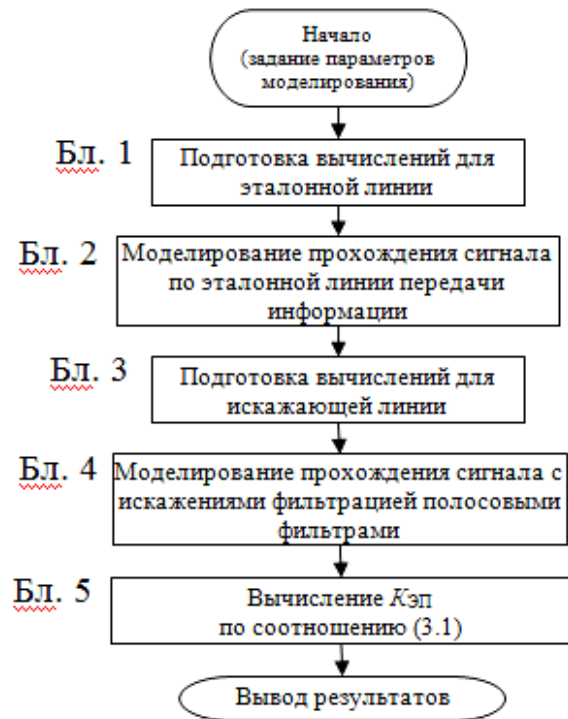 Начало
(задание параметров
моделирования)
Бл. 1
Подготовка вычислений для
эталонной линии
Бл. 2
Моделирование прохождения сигнала
по эталонной линии передачи
информации
Бл. 3
Подготовка вычислений для
искажающей линии
Бл. 4
Моделирование прохождения сигнала с
искажениями фильтрацией полосовыми
фильтрами
Бл. 5
Вычисление KЭП
по соотношению (3.1)
Вывод результатов